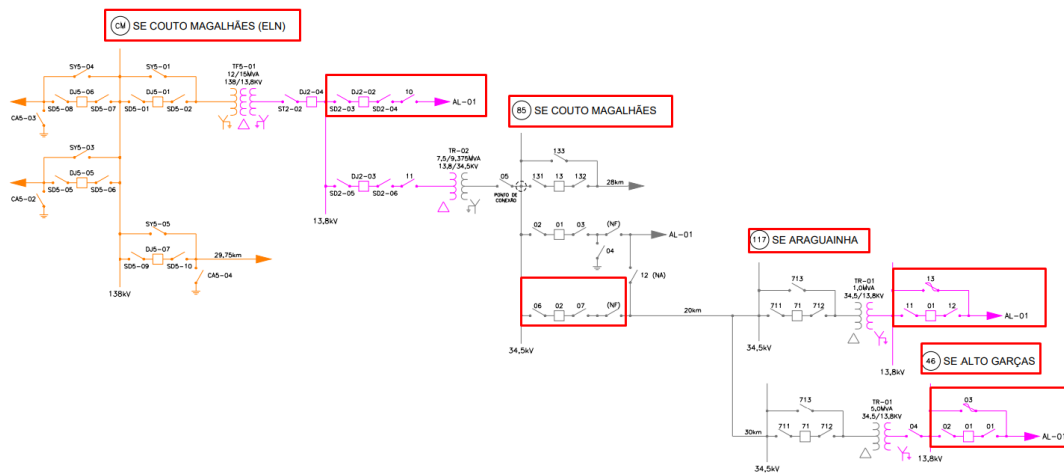 CM SE COUTO MAGALHÃES (ELN)
SY5-04
SY5-01
TF5-01
12/15MVA
138/13,8KV
DJ5-06
DJ5-01
DJ2-04
DJ2-02
10
AL-01
SD5-08
SD5-07
SD5-01
SD5-02
ST2-02
SD2-03
SD2-04
CA5-03
85 SE COUTO MAGALHÃES
SY5-03
TR-02
7.5/9,375MVA
13,8/34,5KV
133
DJ5-05
DJ2-03
11
05
131
13
132
28km
SD5-05
SD5-06
SD2-05
SD2-06
PONTO DE
CONEXÃO
CA5-02
13,8kV
SY5-05
02
01
03
(NF)
AL-01
04
DJ5-07
29,75km
SD5-09
SD5-10
CA5-04
12 (NA)
138kV
117 SE ARAGUAINHA
713
TR-01
1,0MVA
34.5/13,8KV
13
06
02
07
(NF)
20km
711
71
712
11
01
12
AL-01
34,5kV
34,5kV
13,8kV
46 SE ALTO GARÇAS
713
TR-01
5.0MVA
34.5/13,8KV
03
30km
711
71
712
04
02
01
01
AL-01
34,5kV
13,8kV